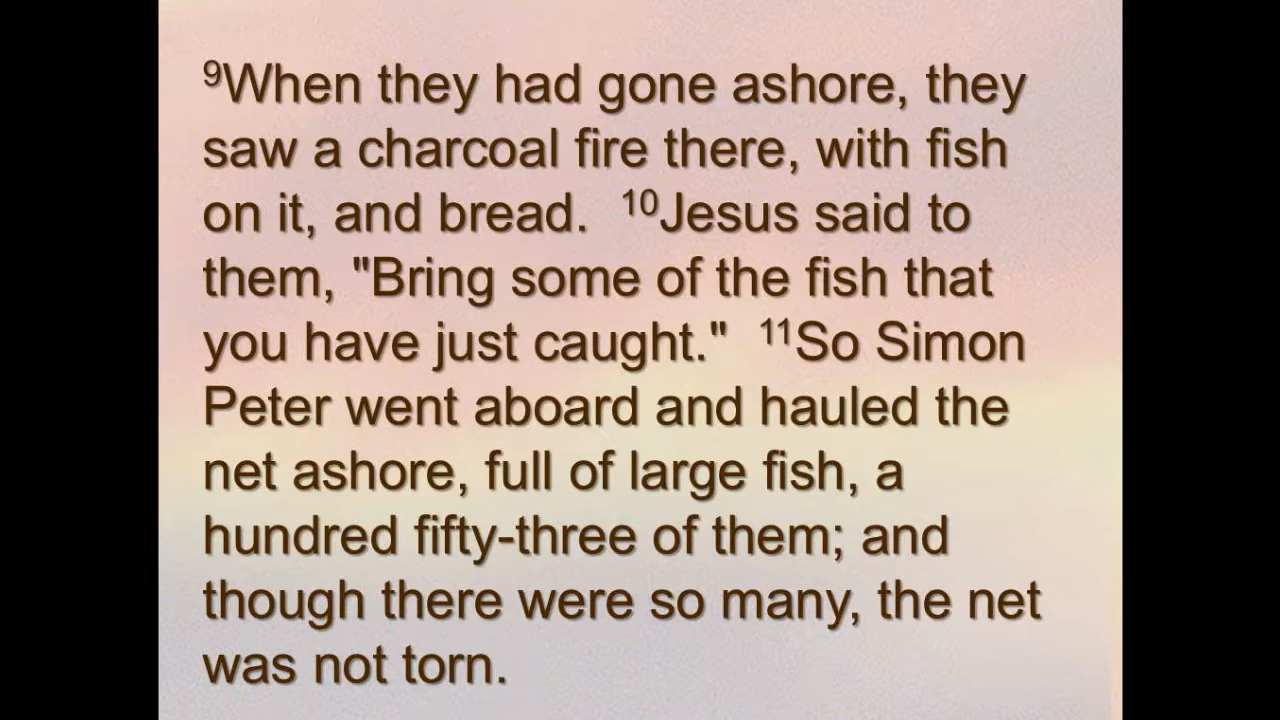 ⁹When they had gone ashore, they
saw a charcoal fire there, with fish
on it, and bread. ¹⁰Jesus said to
them, "Bring some of the fish that
you have just caught." ¹¹So Simon
Peter went aboard and hauled the
net ashore, full of large fish, a
hundred fifty-three of them; and
though there were so many, the net
was not torn.